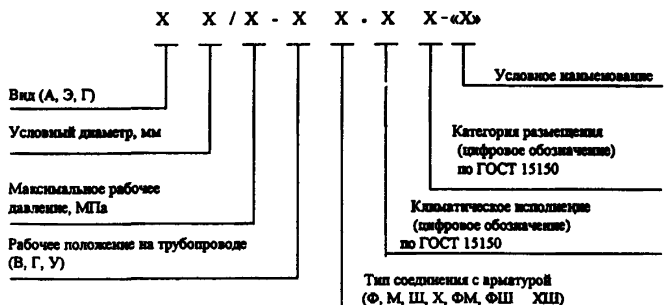 X X / X - X X . X X-«X»
Условное наименование
Вид (А, Э, Г)
Условный диаметр, мм
Категория размещения
(цифровое обозначение)
по ГОСТ 15150
Максимальное рабочее
давление, МПа
Климатическое исполнение
(цифровое обозначение)
по ГОСТ 15150
Рабочее положение на трубопроводе
(В, Г, У)
Тип соединения с арматурой
(Ф, М, Ш, Х, ФМ, ФШ ХШ)